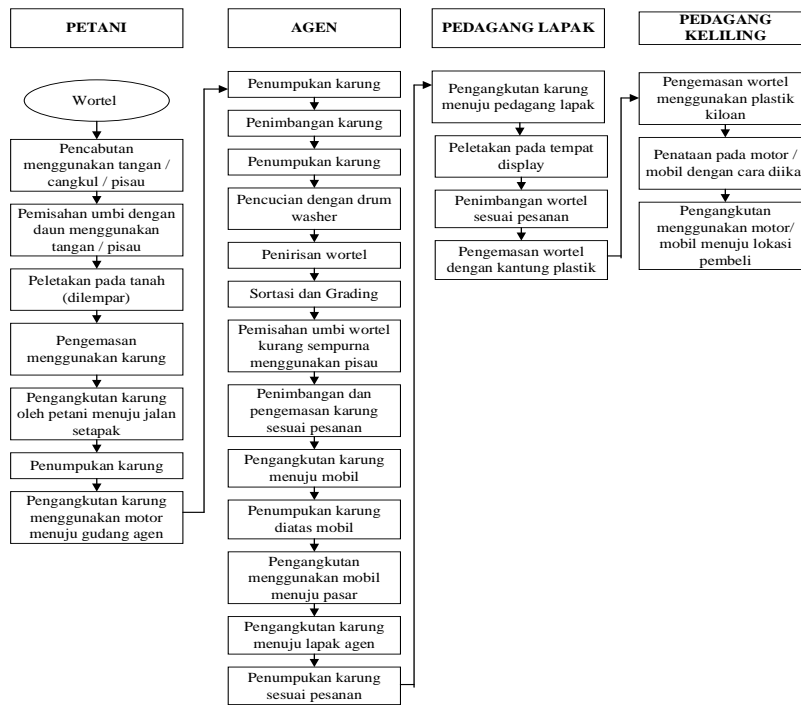 PETANI
Wortel
Pencabutan
menggunakan tangan /
cangkul / pisau
Pemisahan umbi dengan
daun menggunakan
tangan / pisau
Peletakan pada tanah
(dilempar)
Pengemasan
menggunakan karung
Pengangkutan karung
oleh petani menuju jalan
setapak
Penumpukan karung
Pengangkutan karung
menggunakan motor
menuju gudang agen
AGEN
Penumpukan karung
Penimbangan karung
Penumpukan karung
Pencucian dengan drum
washer
Penirisan wortel
Sortasi dan Grading
Pemisahan umbi wortel
kurang sempurna
menggunakan pisau
Penimbangan dan
pengemasan karung
sesuai pesanan
Pengangkutan karung
menuju mobil
Penumpukan karung
diatas mobil
Pengangkutan
menggunakan mobil
menuju pasar
Pengangkutan karung
menuju lapak agen
Penumpukan karung
sesuai pesanan
PEDAGANG LAPAK
Pengangkutan karung
menuju pedagang lapak
Peletakan pada tempat
display
Penimbangan wortel
sesuai pesanan
Pengemasan wortel
dengan kantung plastik
PEDAGANG
KELILING
Pengemasan wortel
menggunakan plastik
kiloan
Penataan pada motor /
mobil dengan cara diika
Pengangkutan
menggunakan motor/
mobil menuju lokasi
pembeli